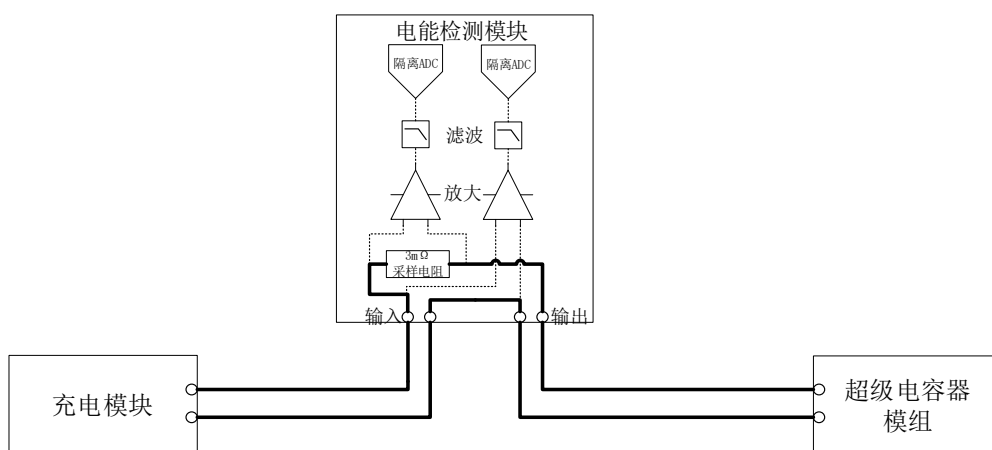 电能检测模块
隔离ADC
隔离ADC
滤波
放大
3mΩ
采样电阻
输入
输出
充电模块
超级电容器
模组